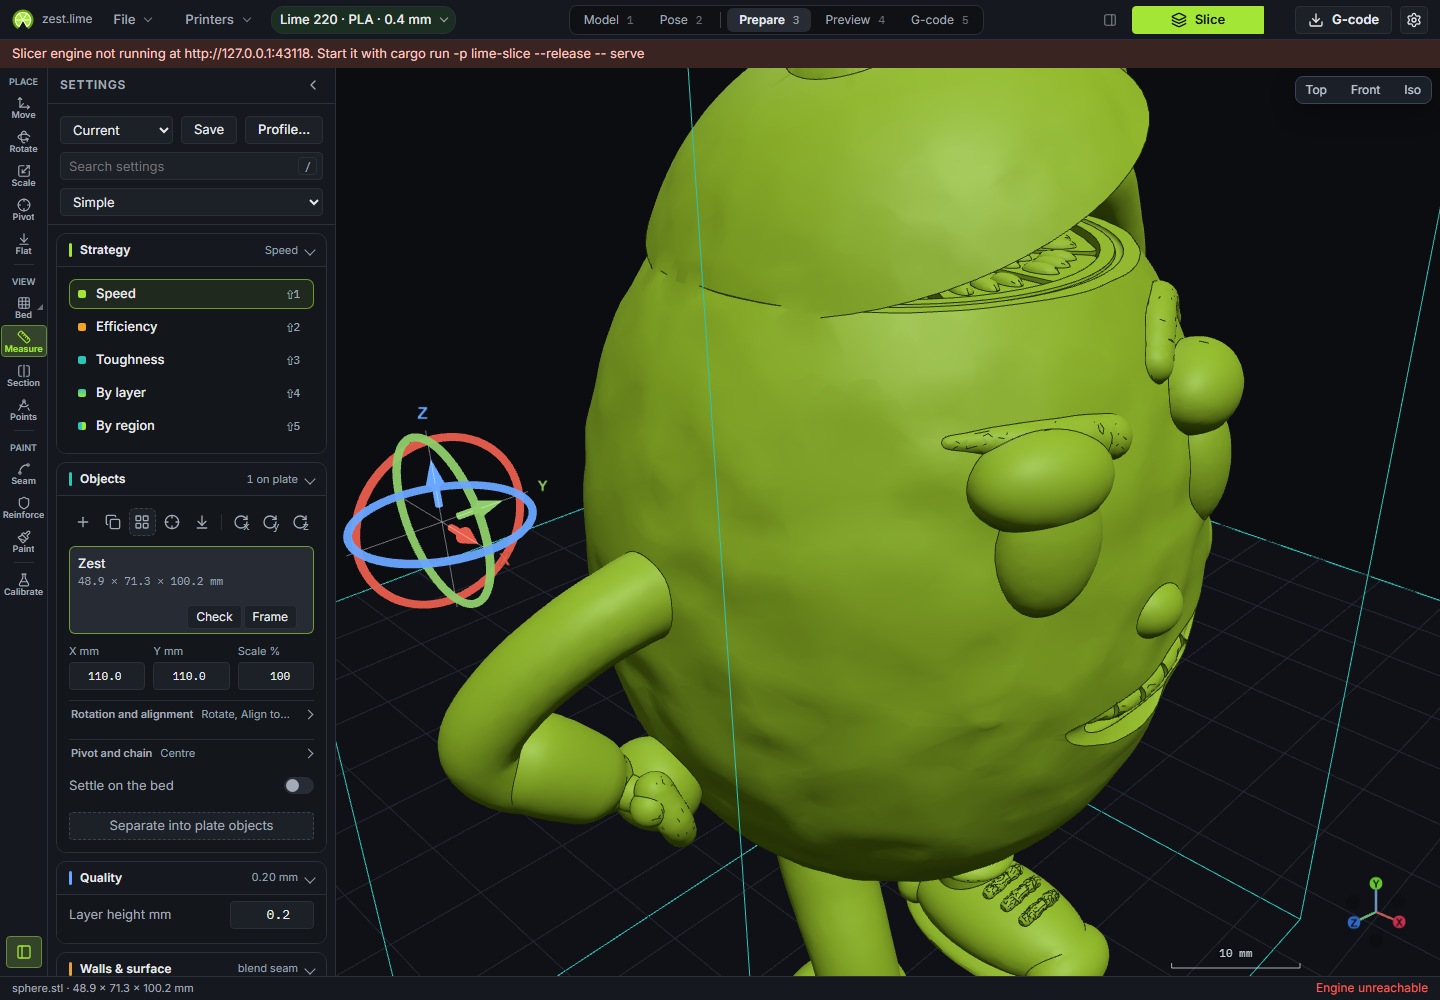 zest.lime File Printers Lime 220 · PLA · 0.4 mm Model 1 Pose 2 Prepare 3 Preview 4 G-code 5 Slice G-code
Slicer engine not running at http://127.0.0.1:43118. Start it with cargo run -p lime-slice --release -- serve
PLACE
Move
Rotate
Scale
Pivot
Flat
VIEW
Bed
Measure
Section
Points
PAINT
Seam
Reinforce
Paint
Calibrate
SETTINGS
Current Save Profile...
Search settings /
Simple
Strategy Speed
Speed ⇧1
Efficiency ⇧2
Toughness ⇧3
By layer ⇧4
By region ⇧5
Objects 1 on plate
x y z
Zest
48.9 × 71.3 × 100.2 mm
Check Frame
X mm Y mm Scale %
110.0 110.0 100
Rotation and alignment Rotate, Align to...
Pivot and chain Centre
Settle on the bed
Separate into plate objects
Quality 0.20 mm
Layer height mm 0.2
Walls & surface blend seam
Top Front Iso
Z
Y
X
Y
Z X
10 mm
sphere.stl · 48.9 × 71.3 × 100.2 mm Engine unreachable